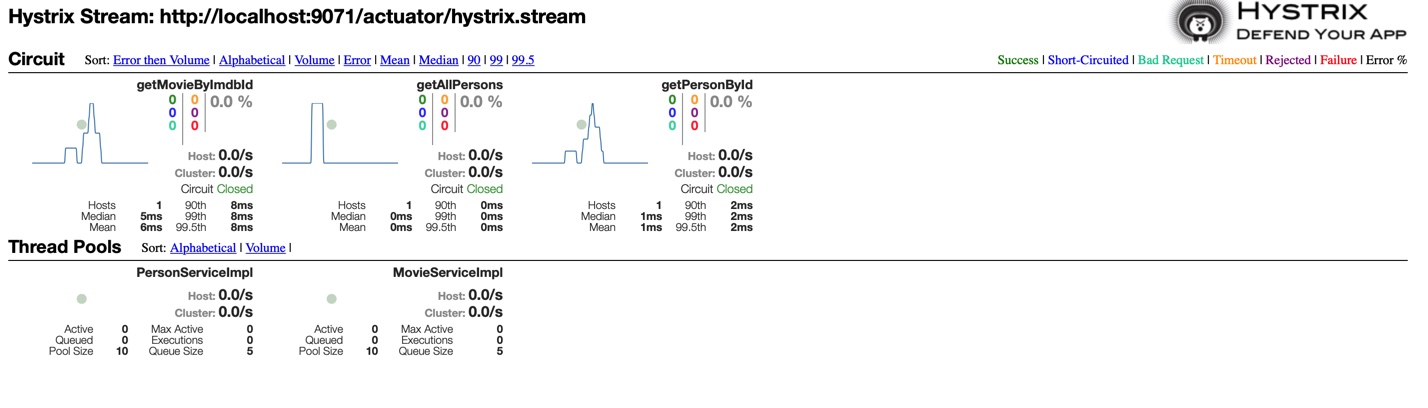 Hystrix Stream: http://localhost:9071/actuator/hystrix.stream
HYSTRIX
DEFEND YOUR APP
Circuit Sort: Error then Volume | Alphabetical | Volume | Error | Mean | Median | 90 | 99 | 99.5
Success | Short-Circuited | Bad Request | Timeout | Rejected | Failure | Error %
getMovieByImdbId
0 0 0.0 %
0 0
0 0
Host: 0.0/s
Cluster: 0.0/s
Circuit Closed
Hosts 1 90th 8ms
Median 5ms 99th 8ms
Mean 6ms 99.5th 8ms
getAllPersons
0 0 0.0 %
0 0
0 0
Host: 0.0/s
Cluster: 0.0/s
Circuit Closed
Hosts 1 90th 0ms
Median 0ms 99th 0ms
Mean 0ms 99.5th 0ms
getPersonById
0 0 0.0 %
0 0
0 0
Host: 0.0/s
Cluster: 0.0/s
Circuit Closed
Hosts 1 90th 2ms
Median 1ms 99th 2ms
Mean 1ms 99.5th 2ms
Thread Pools Sort: Alphabetical | Volume |
PersonServiceImpl
Host: 0.0/s
Cluster: 0.0/s
Active 0 Max Active 0
Queued 0 Executions 0
Pool Size 10 Queue Size 5
MovieServiceImpl
Host: 0.0/s
Cluster: 0.0/s
Active 0 Max Active 0
Queued 0 Executions 0
Pool Size 10 Queue Size 5